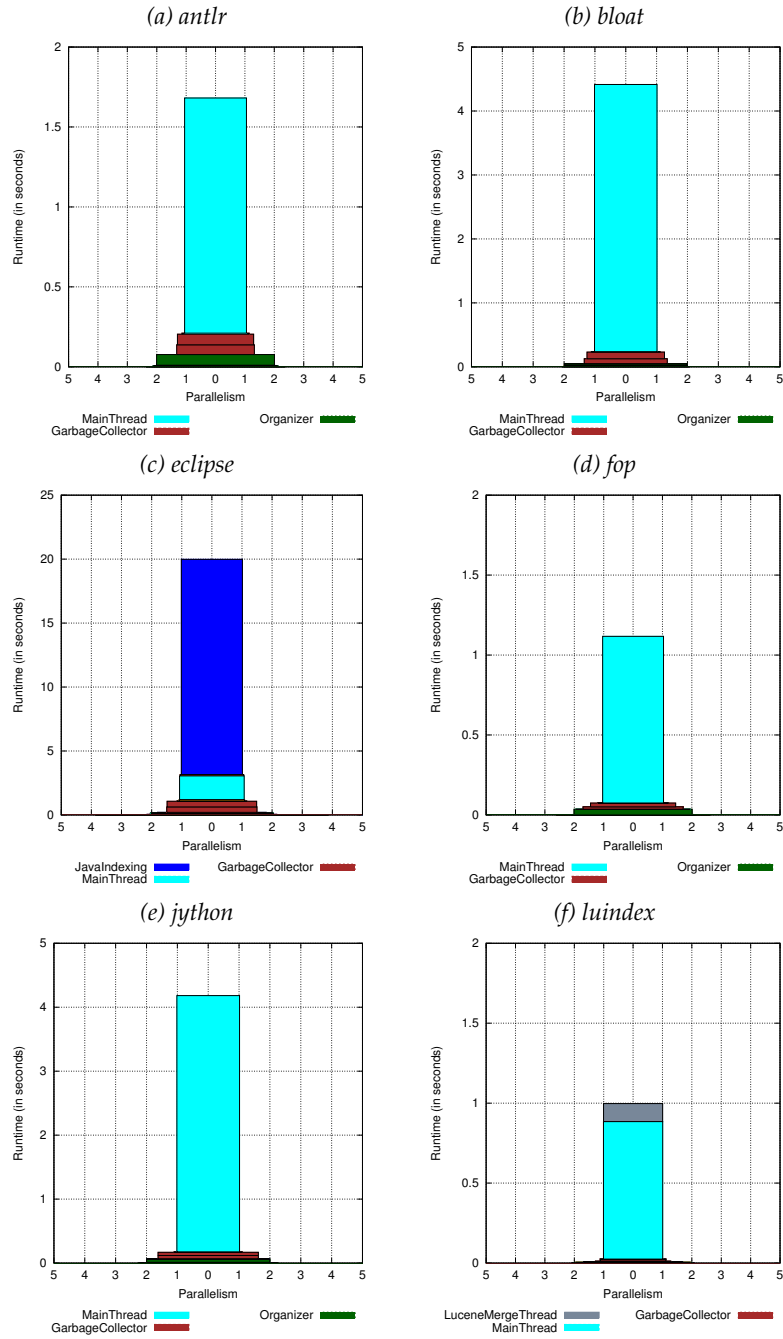 (a) antlr
2
1.5
1
0.5
0
Runtime (in seconds)
5 4 3 2 1 0 1 2 3 4 5
Parallelism
MainThread Organizer
GarbageCollector
(b) bloat
5
4
3
2
1
0
Runtime (in seconds)
5 4 3 2 1 0 1 2 3 4 5
Parallelism
MainThread Organizer
GarbageCollector
(c) eclipse
25
20
15
10
5
0
Runtime (in seconds)
5 4 3 2 1 0 1 2 3 4 5
Parallelism
JavaIndexing GarbageCollector
MainThread
(d) fop
2
1.5
1
0.5
0
Runtime (in seconds)
5 4 3 2 1 0 1 2 3 4 5
Parallelism
MainThread Organizer
GarbageCollector
(e) jython
5
4
3
2
1
0
Runtime (in seconds)
5 4 3 2 1 0 1 2 3 4 5
Parallelism
MainThread Organizer
GarbageCollector
(f) luindex
2
1.5
1
0.5
0
Runtime (in seconds)
5 4 3 2 1 0 1 2 3 4 5
Parallelism
LuceneMergeThread GarbageCollector
MainThread